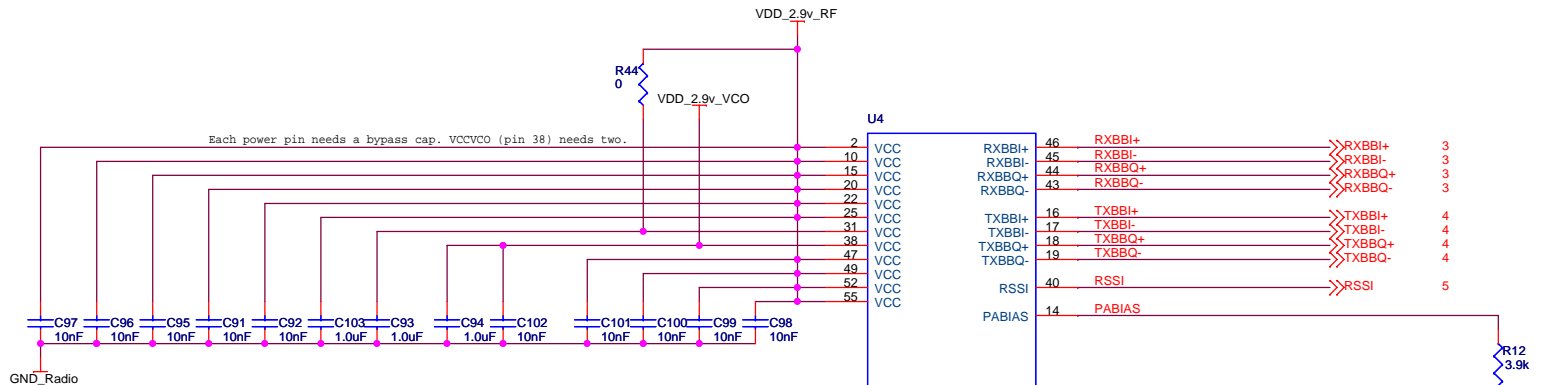 VDD_2.9v_RF
R44
0
VDD_2.9v_VCO
U4
Each power pin needs a bypass cap. VCCVCO (pin 38) needs two.
2 VCC RXBBI+ 46 RXBBI+ RXBBI+ 3
10 VCC RXBBI- 45 RXBBI- RXBBI- 3
15 VCC RXBBQ+ 44 RXBBQ+ RXBBQ+ 3
20 VCC RXBBQ- 43 RXBBQ- RXBBQ- 3
22 VCC
25 VCC TXBBI+ 16 TXBBI+ TXBBI+ 4
31 VCC TXBBI- 17 TXBBI- TXBBI- 4
38 VCC TXBBQ+ 18 TXBBQ+ TXBBQ+ 4
47 VCC TXBBQ- 19 TXBBQ- TXBBQ- 4
49 VCC
52 VCC RSSI 40 RSSI RSSI 5
55 VCC
PABIAS 14 PABIAS
C97 C96 C95 C91 C92 C103 C93 C94 C102 C101 C100 C99 C98
10nF 10nF 10nF 10nF 10nF 1.0uF 1.0uF 1.0uF 10nF 10nF 10nF 10nF 10nF
R12
3.9k
GND_Radio